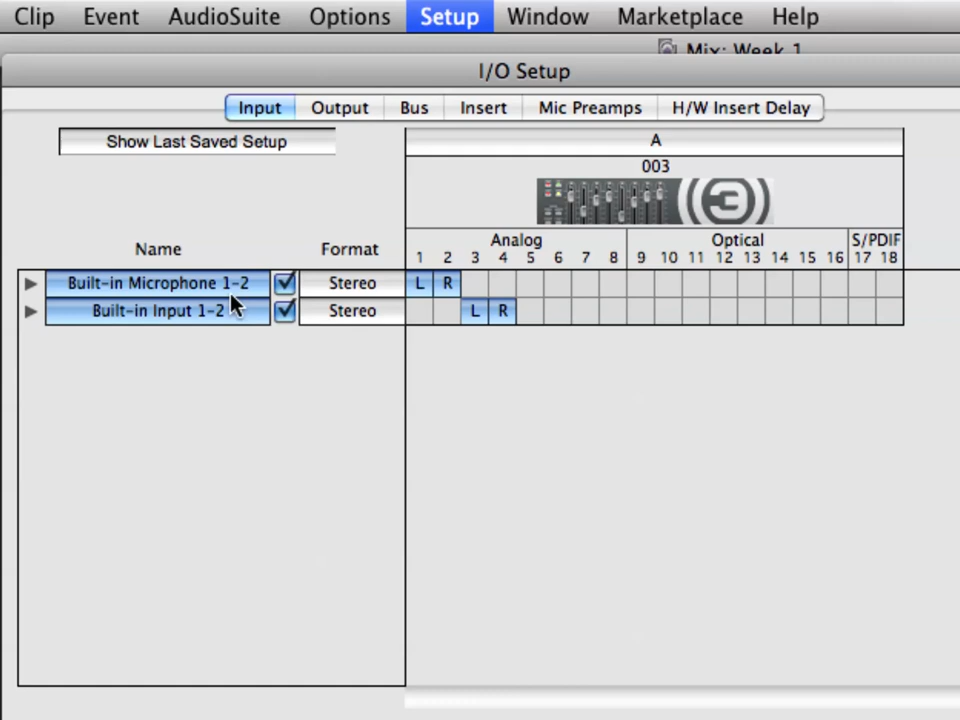 Clip Event AudioSuite Options Setup Window Marketplace Help
Mix: Week 1
I/O Setup
Input Output Bus Insert Mic Preamps H/W Insert Delay
Show Last Saved Setup
A
003
Name Format Analog Optical S/PDIF
1 2 3 4 5 6 7 8 9 10 11 12 13 14 15 16 17 18
Built-in Microphone 1-2 Stereo L R
Built-in Input 1-2 Stereo L R